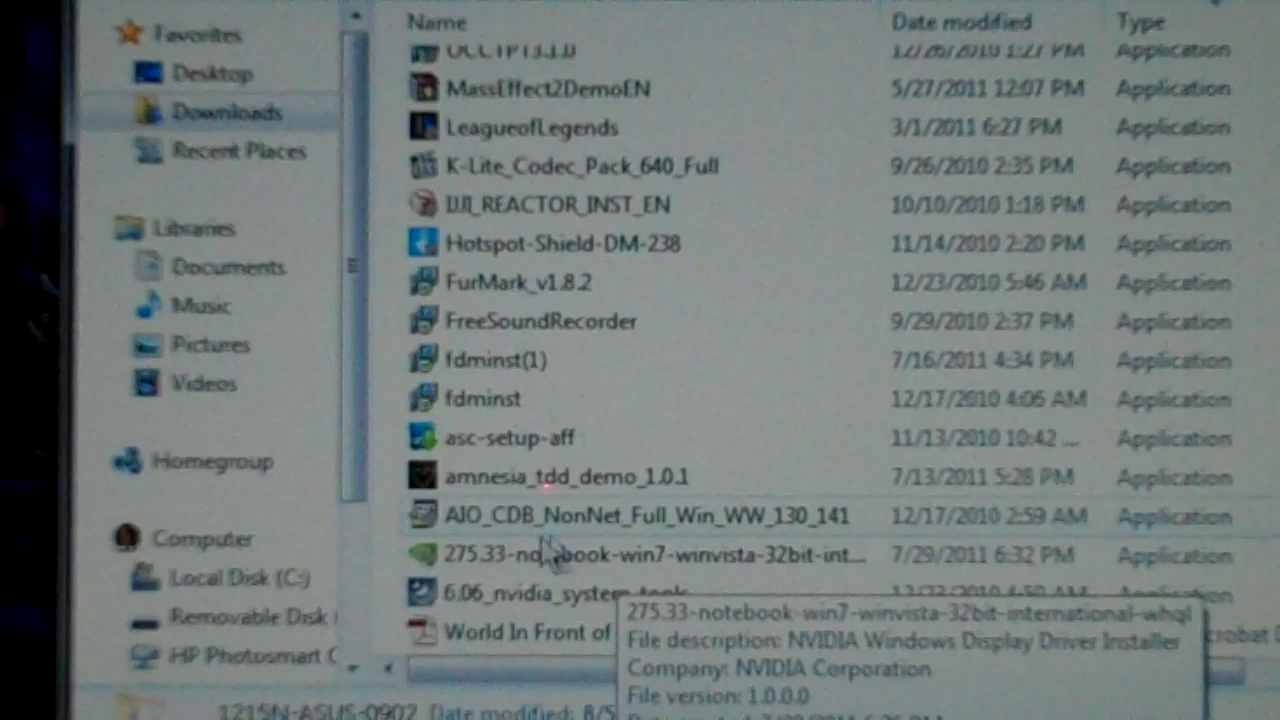 Name Date modified Type
Favorites
Desktop
Downloads
Recent Places
Libraries
Documents
Music
Pictures
Videos
Homegroup
Computer
Local Disk (C:)
Removable Disk
HP Photosmart C
12/26/2010 1:27 PM Application
MassEffect2DemoEN 5/27/2011 12:07 PM Application
LeagueofLegends 3/1/2011 6:27 PM Application
K-Lite_Codec_Pack_640_Full 9/26/2010 2:35 PM Application
IJJI_REACTOR_INST_EN 10/10/2010 1:18 PM Application
Hotspot-Shield-DM-238 11/14/2010 2:20 PM Application
FurMark_v1.8.2 12/23/2010 5:46 AM Application
FreeSoundRecorder 9/29/2010 2:37 PM Application
fdminst(1) 7/16/2011 4:34 PM Application
fdminst 12/17/2010 4:06 AM Application
asc-setup-aff 11/13/2010 10:42 ... Application
amnesia_tdd_demo_1.0.1 7/13/2011 5:28 PM Application
AIO_CDB_NonNet_Full_Win_WW_130_141 12/17/2010 2:59 AM Application
275.33-notebook-win7-winvista-32bit-int... 7/29/2011 6:32 PM Application
6.06_nvidia_system_tools Application
World In Front of
275.33-notebook-win7-winvista-32bit-international-whql
File description: NVIDIA Windows Display Driver Installer
Company: NVIDIA Corporation
File version: 1.0.0.0
1215N-ASUS-0902 Date modified: 8/5